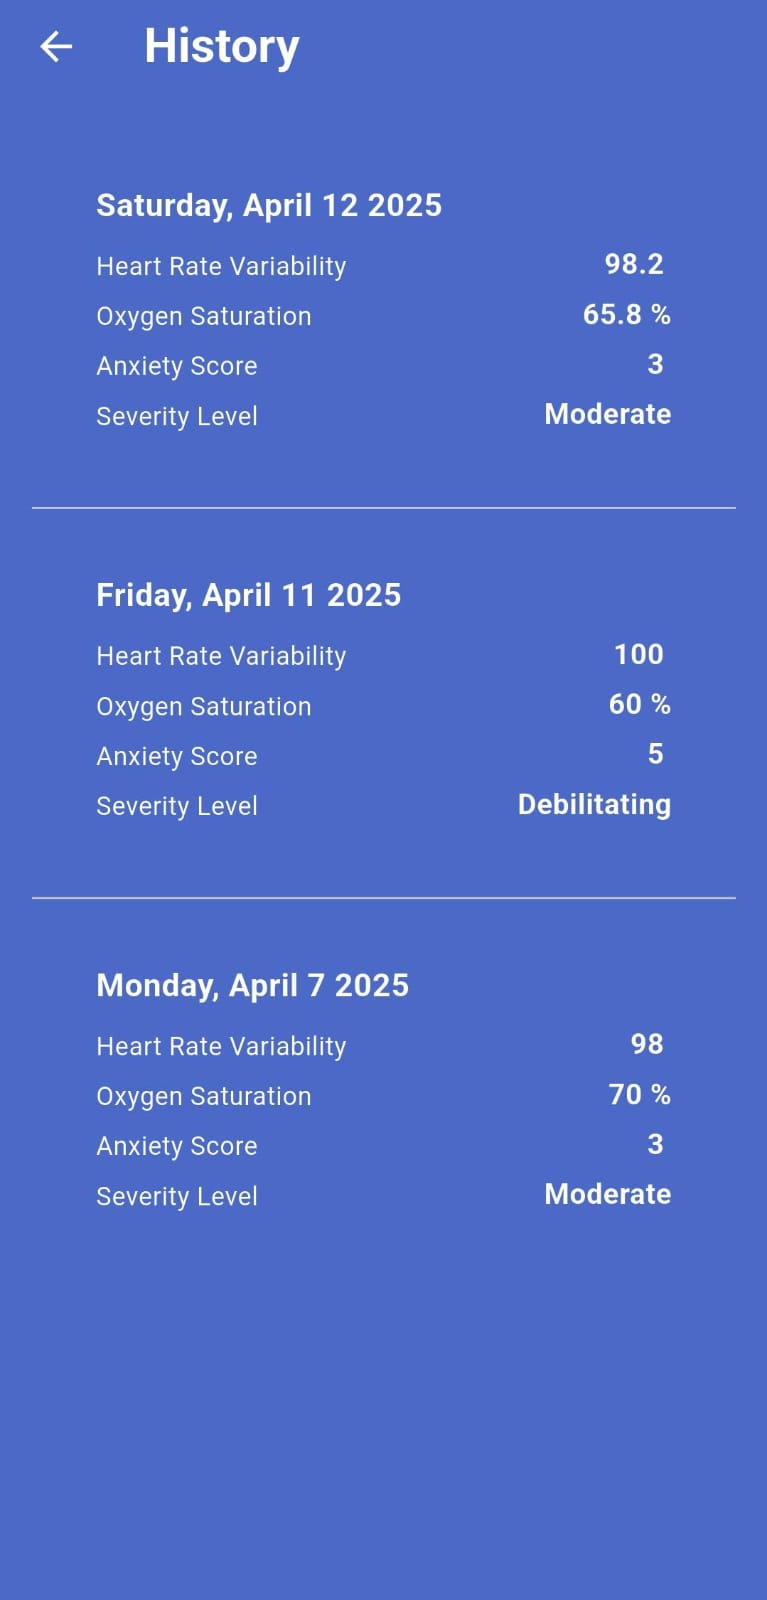 History
Saturday, April 12 2025
Heart Rate Variability 98.2
Oxygen Saturation 65.8 %
Anxiety Score 3
Severity Level Moderate
Friday, April 11 2025
Heart Rate Variability 100
Oxygen Saturation 60 %
Anxiety Score 5
Severity Level Debilitating
Monday, April 7 2025
Heart Rate Variability 98
Oxygen Saturation 70 %
Anxiety Score 3
Severity Level Moderate